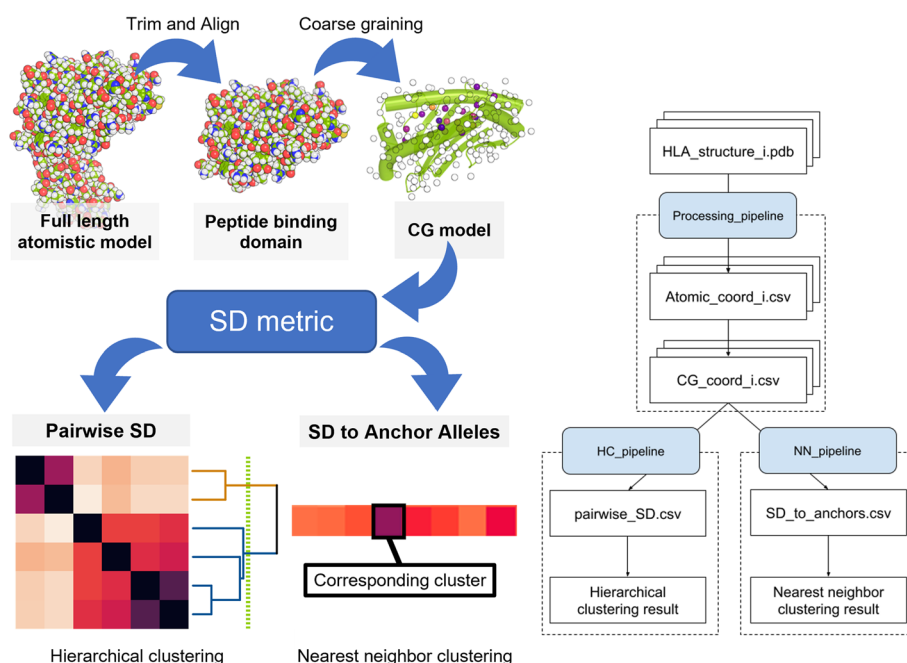 Trim and Align
Coarse graining
Full length
atomistic model
Peptide binding
domain
CG model
SD metric
Pairwise SD
SD to Anchor Alleles
Corresponding cluster
Hierarchical clustering
Nearest neighbor clustering
HLA_structure_i.pdb
Processing_pipeline
Atomic_coord_i.csv
CG_coord_i.csv
HC_pipeline
NN_pipeline
pairwise_SD.csv
SD_to_anchors.csv
Hierarchical
clustering result
Nearest neighbor
clustering result